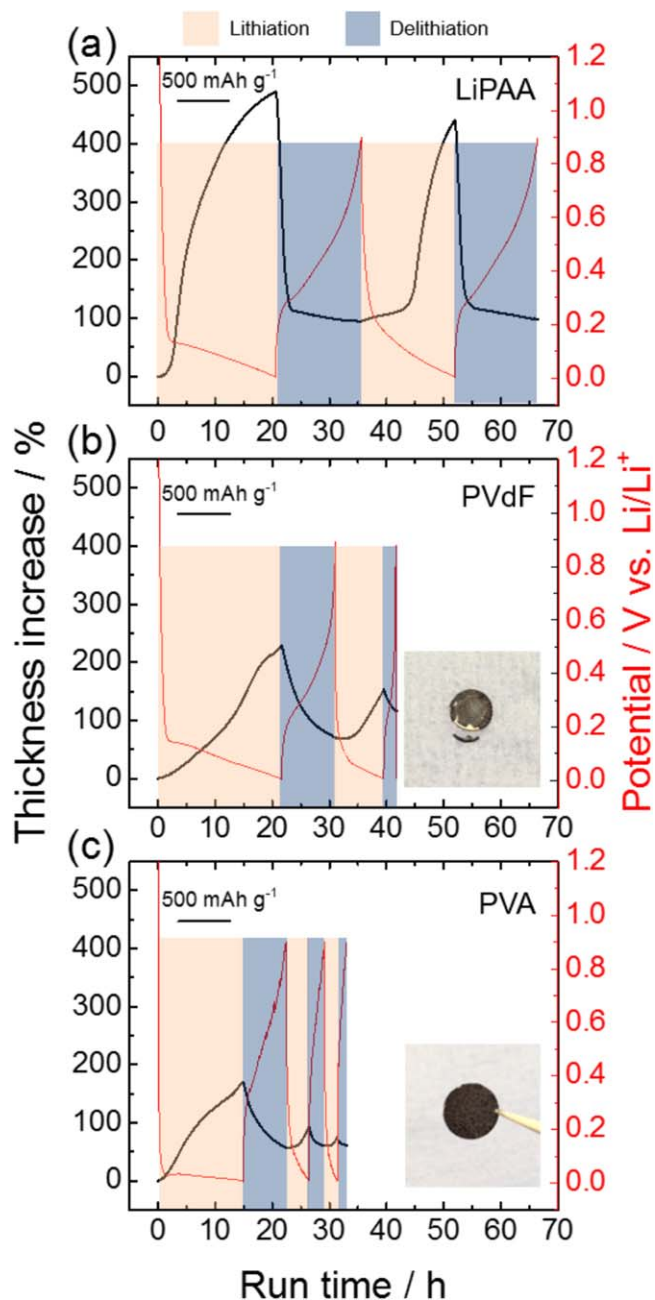 Lithiation Delithiation
(a)
500 mAh g⁻¹
LiPAA
500
400
300
200
100
0
1.2
1.0
0.8
0.6
0.4
0.2
0.0
0 10 20 30 40 50 60 70
(b)
500 mAh g⁻¹
PVdF
500
400
300
200
100
0
1.2
1.0
0.8
0.6
0.4
0.2
0.0
0 10 20 30 40 50 60 70
(c)
500 mAh g⁻¹
PVA
500
400
300
200
100
0
1.2
1.0
0.8
0.6
0.4
0.2
0.0
0 10 20 30 40 50 60 70
Thickness increase / %
Potential / V vs. Li/Li⁺
Run time / h